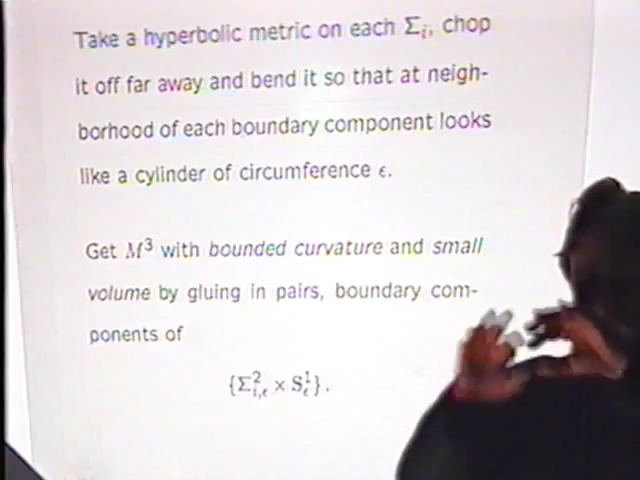 Take a hyperbolic metric on each Σᵢ, chop
it off far away and bend it so that at neigh-
borhood of each boundary component looks
like a cylinder of circumference ϵ.
Get M³ with bounded curvature and small
volume by gluing in pairs, boundary com-
ponents of
{Σ²ᵢ,ϵ × S¹ϵ}.